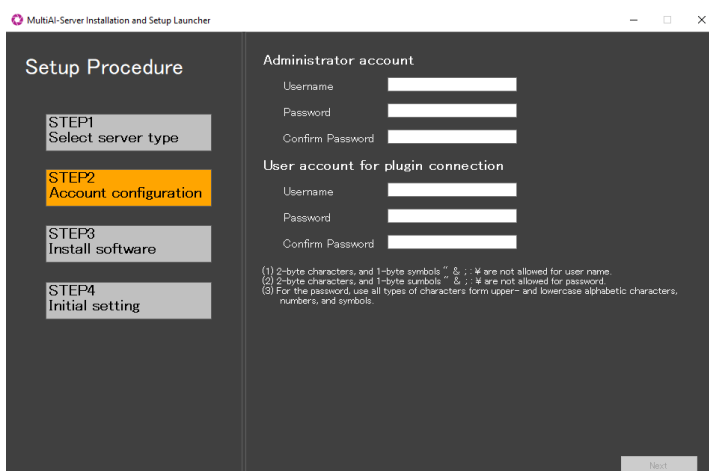 MultiAI-Server Installation and Setup Launcher
Setup Procedure
STEP1
Select server type
STEP2
Account configuration
STEP3
Install software
STEP4
Initial setting
Administrator account
Username
Password
Confirm Password
User account for plugin connection
Username
Password
Confirm Password
(1) 2-byte characters, and 1-byte symbols " & ; : ¥ are not allowed for user name.
(2) 2-byte characters, and 1-byte sumbols " & ; : ¥ are not allowed for password.
(3) For the password, use all types of characters form upper- and lowercase alphabetic characters,
numbers, and symbols.
Next